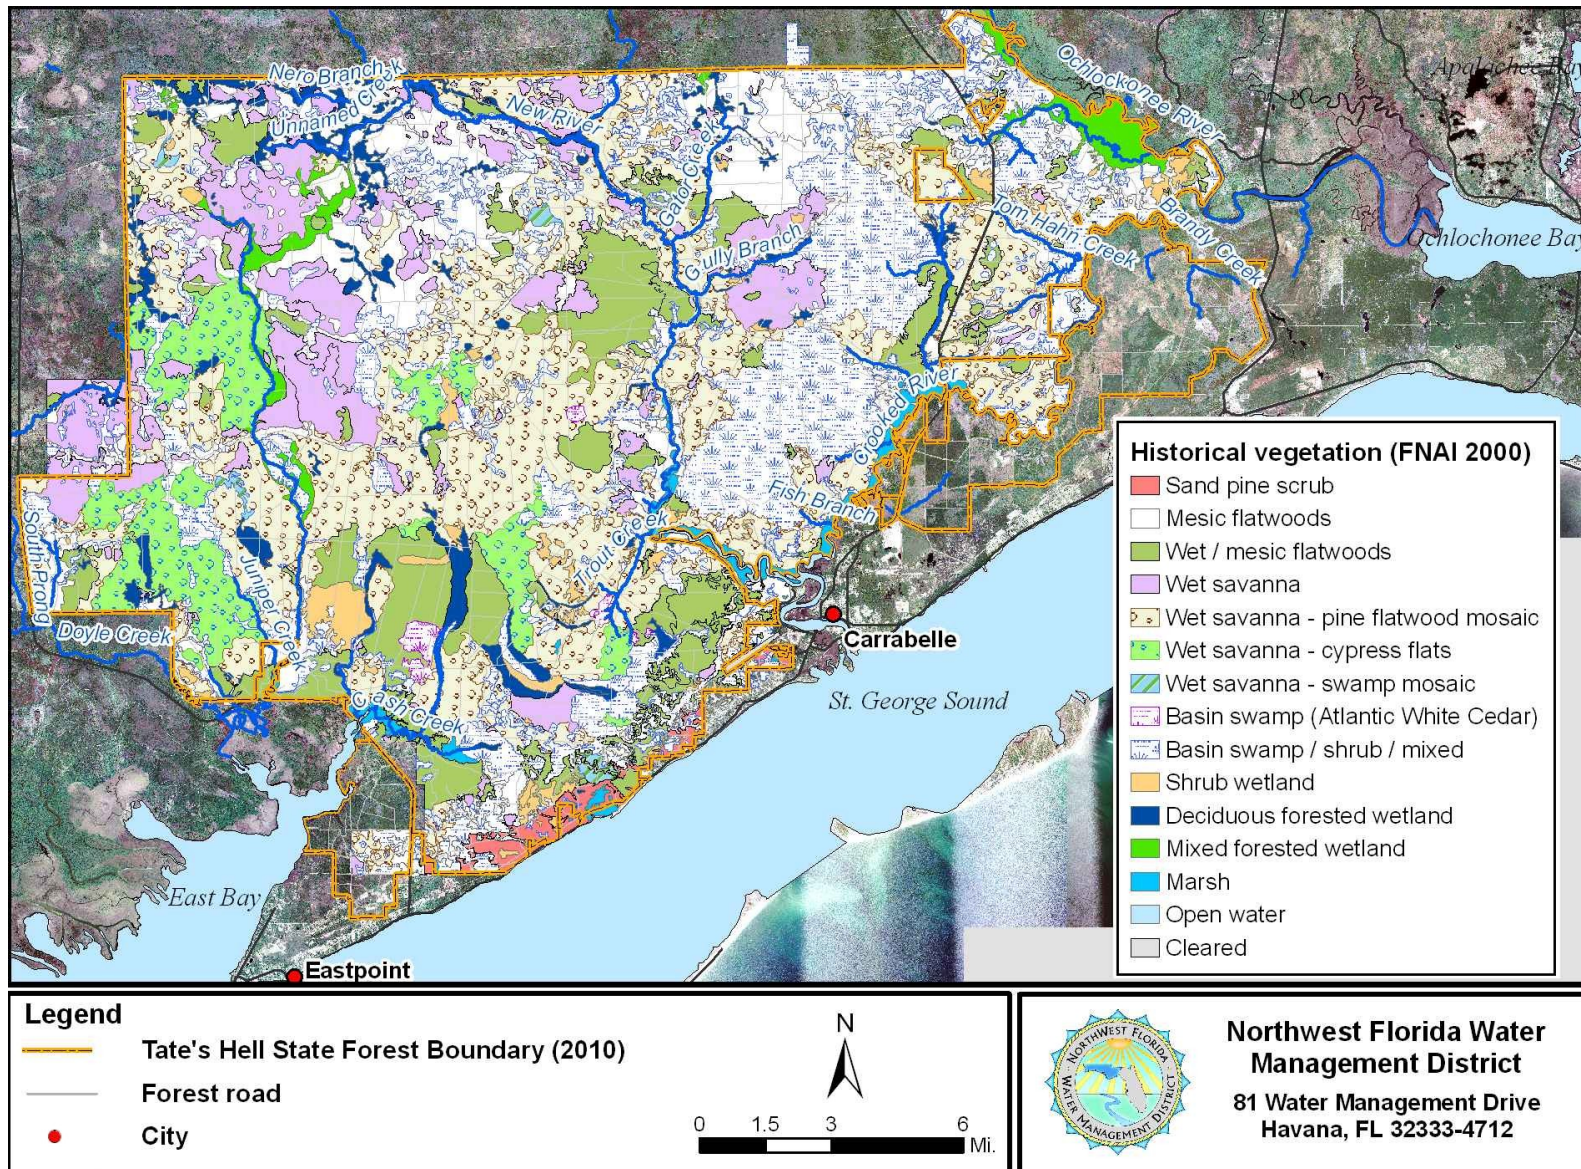 Nero Branch
Unnamed Creek
New River
Gator Creek
Gully Branch
Ochlockonee River
Apalachee Bay
Tom Hahn Creek
Brandy Creek
Ochlochonee Bay
Crooked River
Fish Branch
South Prong
Juniper Creek
Doyle Creek
Trout Creek
Cash Creek
Carrabelle
St. George Sound
East Bay
Eastpoint
Historical vegetation (FNAI 2000)
Sand pine scrub
Mesic flatwoods
Wet / mesic flatwoods
Wet savanna
Wet savanna - pine flatwood mosaic
Wet savanna - cypress flats
Wet savanna - swamp mosaic
Basin swamp (Atlantic White Cedar)
Basin swamp / shrub / mixed
Shrub wetland
Deciduous forested wetland
Mixed forested wetland
Marsh
Open water
Cleared
Legend
Tate's Hell State Forest Boundary (2010)
Forest road
City
N
0 1.5 3 6
Mi.
NORTHWEST FLORIDA
WATER MANAGEMENT DISTRICT
Northwest Florida Water
Management District
81 Water Management Drive
Havana, FL 32333-4712